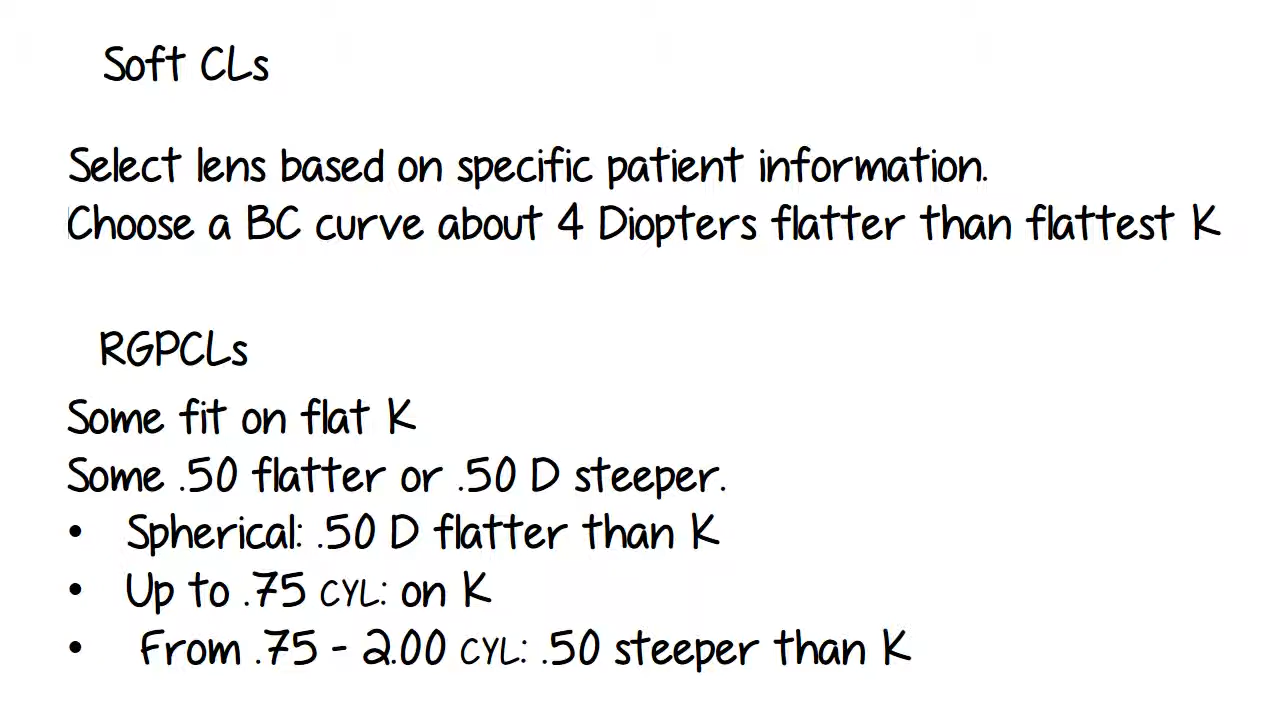 Soft CLs
Select lens based on specific patient information.
Choose a BC curve about 4 Diopters flatter than flattest K
RGPCLs
Some fit on flat K
Some .50 flatter or .50 D steeper.
• Spherical: .50 D flatter than K
• Up to .75 CYL: on K
• From .75 - 2.00 CYL: .50 steeper than K